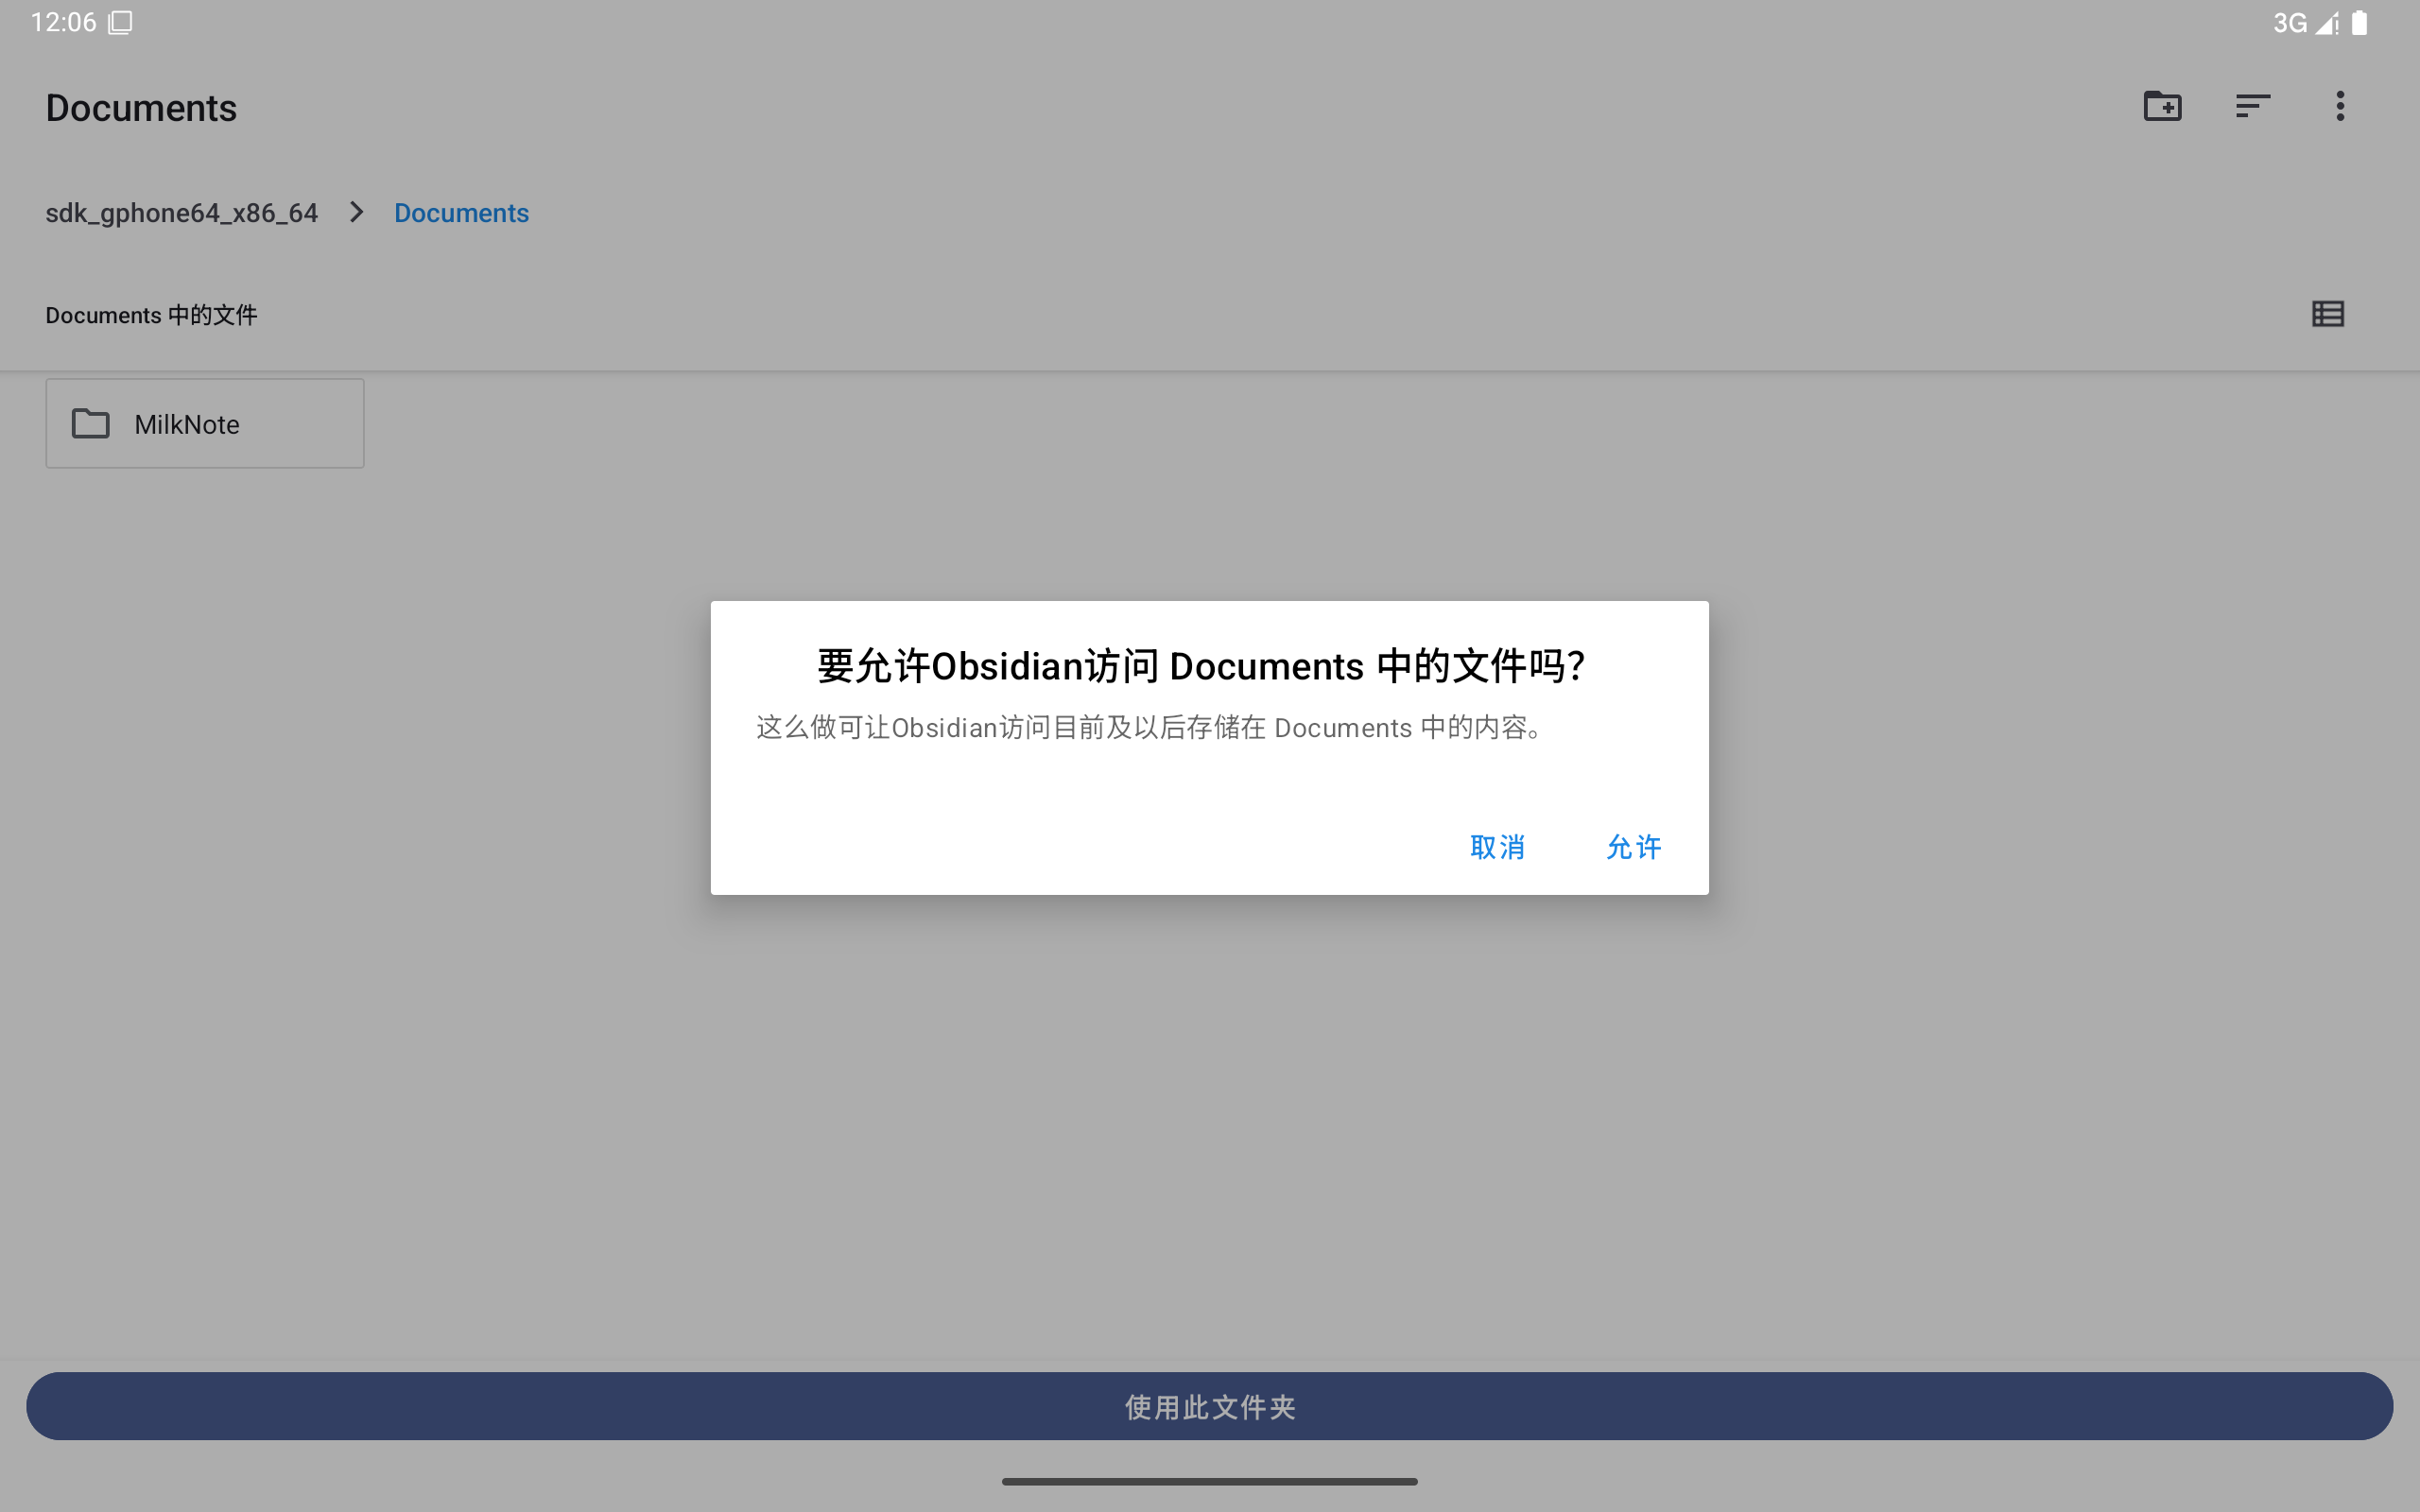 12:06
3G
Documents
sdk_gphone64_x86_64
Documents
Documents 中的文件
MilkNote
要允许Obsidian访问 Documents 中的文件吗？
这么做可让Obsidian访问目前及以后存储在 Documents 中的内容。
取消
允许
使用此文件夹